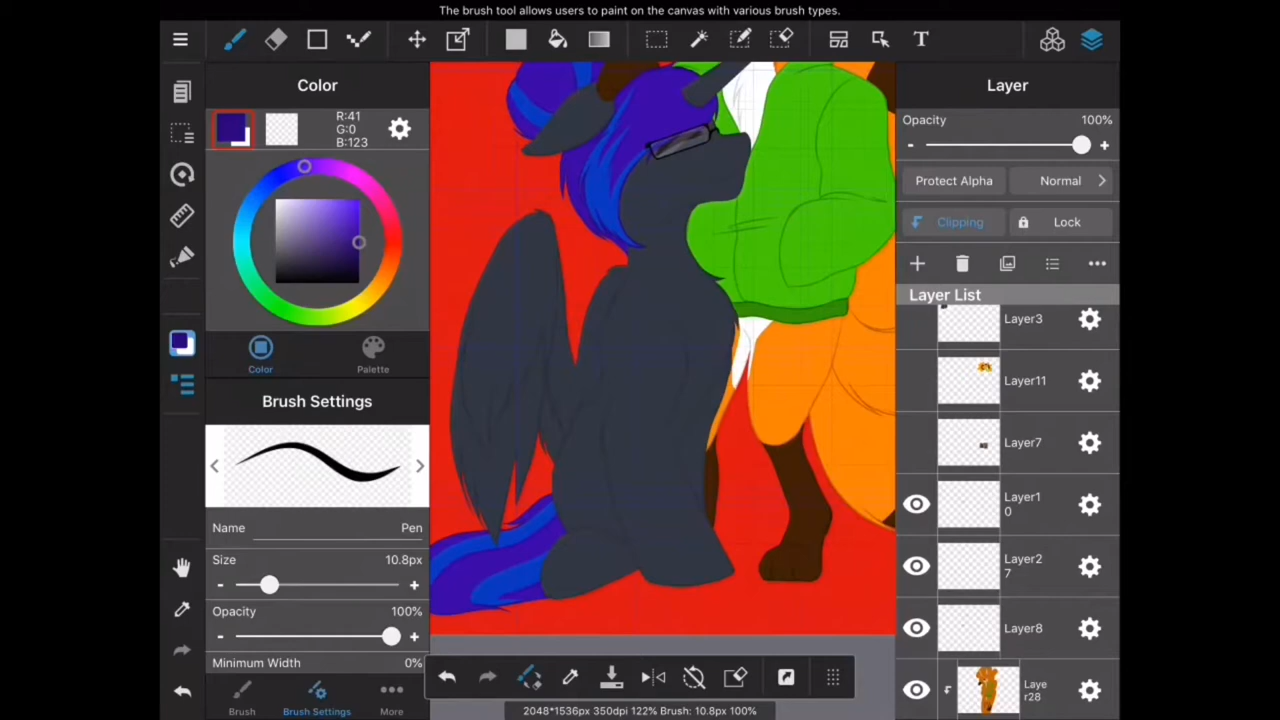 The brush tool allows users to paint on the canvas with various brush types.
T
Color
R:41
G:0
B:123
Color
Palette
Brush Settings
Name
Pen
Size
10.8px
-
+
Opacity
100%
-
+
Minimum Width
0%
Brush
Brush Settings
More
2048*1536px 350dpi 122% Brush: 10.8px 100%
Layer
Opacity
100%
-
+
Protect Alpha
Normal
Clipping
Lock
Layer List
Layer3
Layer11
Layer7
Layer1
0
Layer2
7
Layer8
Laye
r28